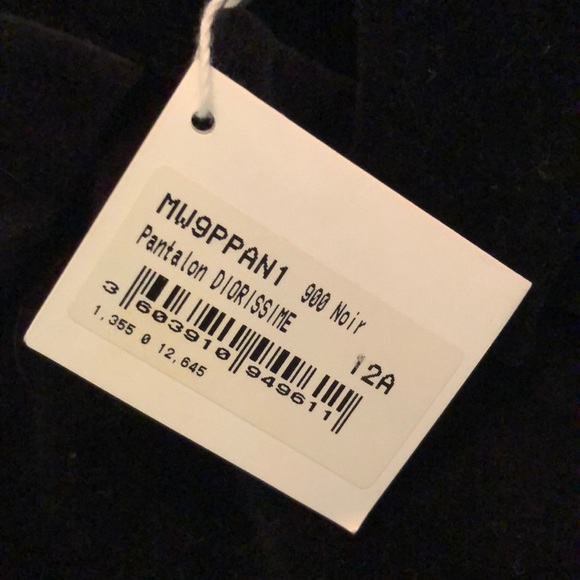 MW9PPAN1 900 Noir
Pantalon DIORISSIME
12A
3 603910 949611
1,355 0 12,645